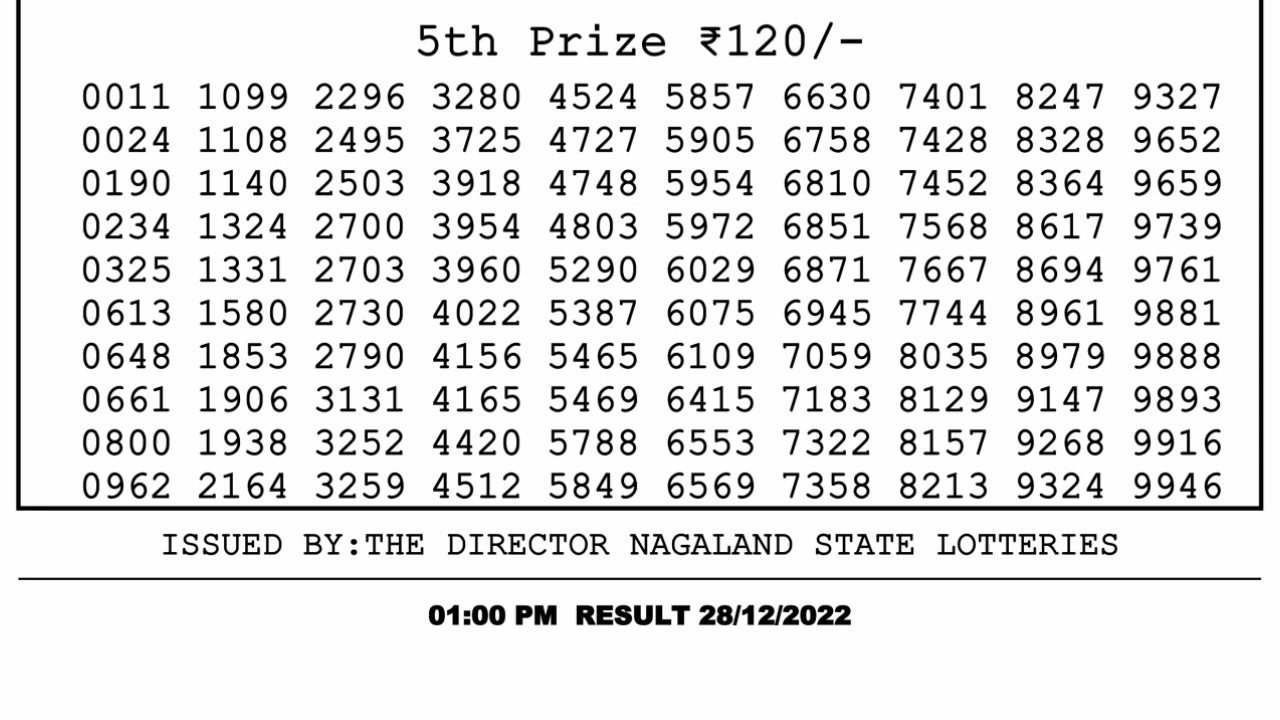 5th Prize ₹120/-
0011 1099 2296 3280 4524 5857 6630 7401 8247 9327
0024 1108 2495 3725 4727 5905 6758 7428 8328 9652
0190 1140 2503 3918 4748 5954 6810 7452 8364 9659
0234 1324 2700 3954 4803 5972 6851 7568 8617 9739
0325 1331 2703 3960 5290 6029 6871 7667 8694 9761
0613 1580 2730 4022 5387 6075 6945 7744 8961 9881
0648 1853 2790 4156 5465 6109 7059 8035 8979 9888
0661 1906 3131 4165 5469 6415 7183 8129 9147 9893
0800 1938 3252 4420 5788 6553 7322 8157 9268 9916
0962 2164 3259 4512 5849 6569 7358 8213 9324 9946
ISSUED BY:THE DIRECTOR NAGALAND STATE LOTTERIES
01:00 PM RESULT 28/12/2022